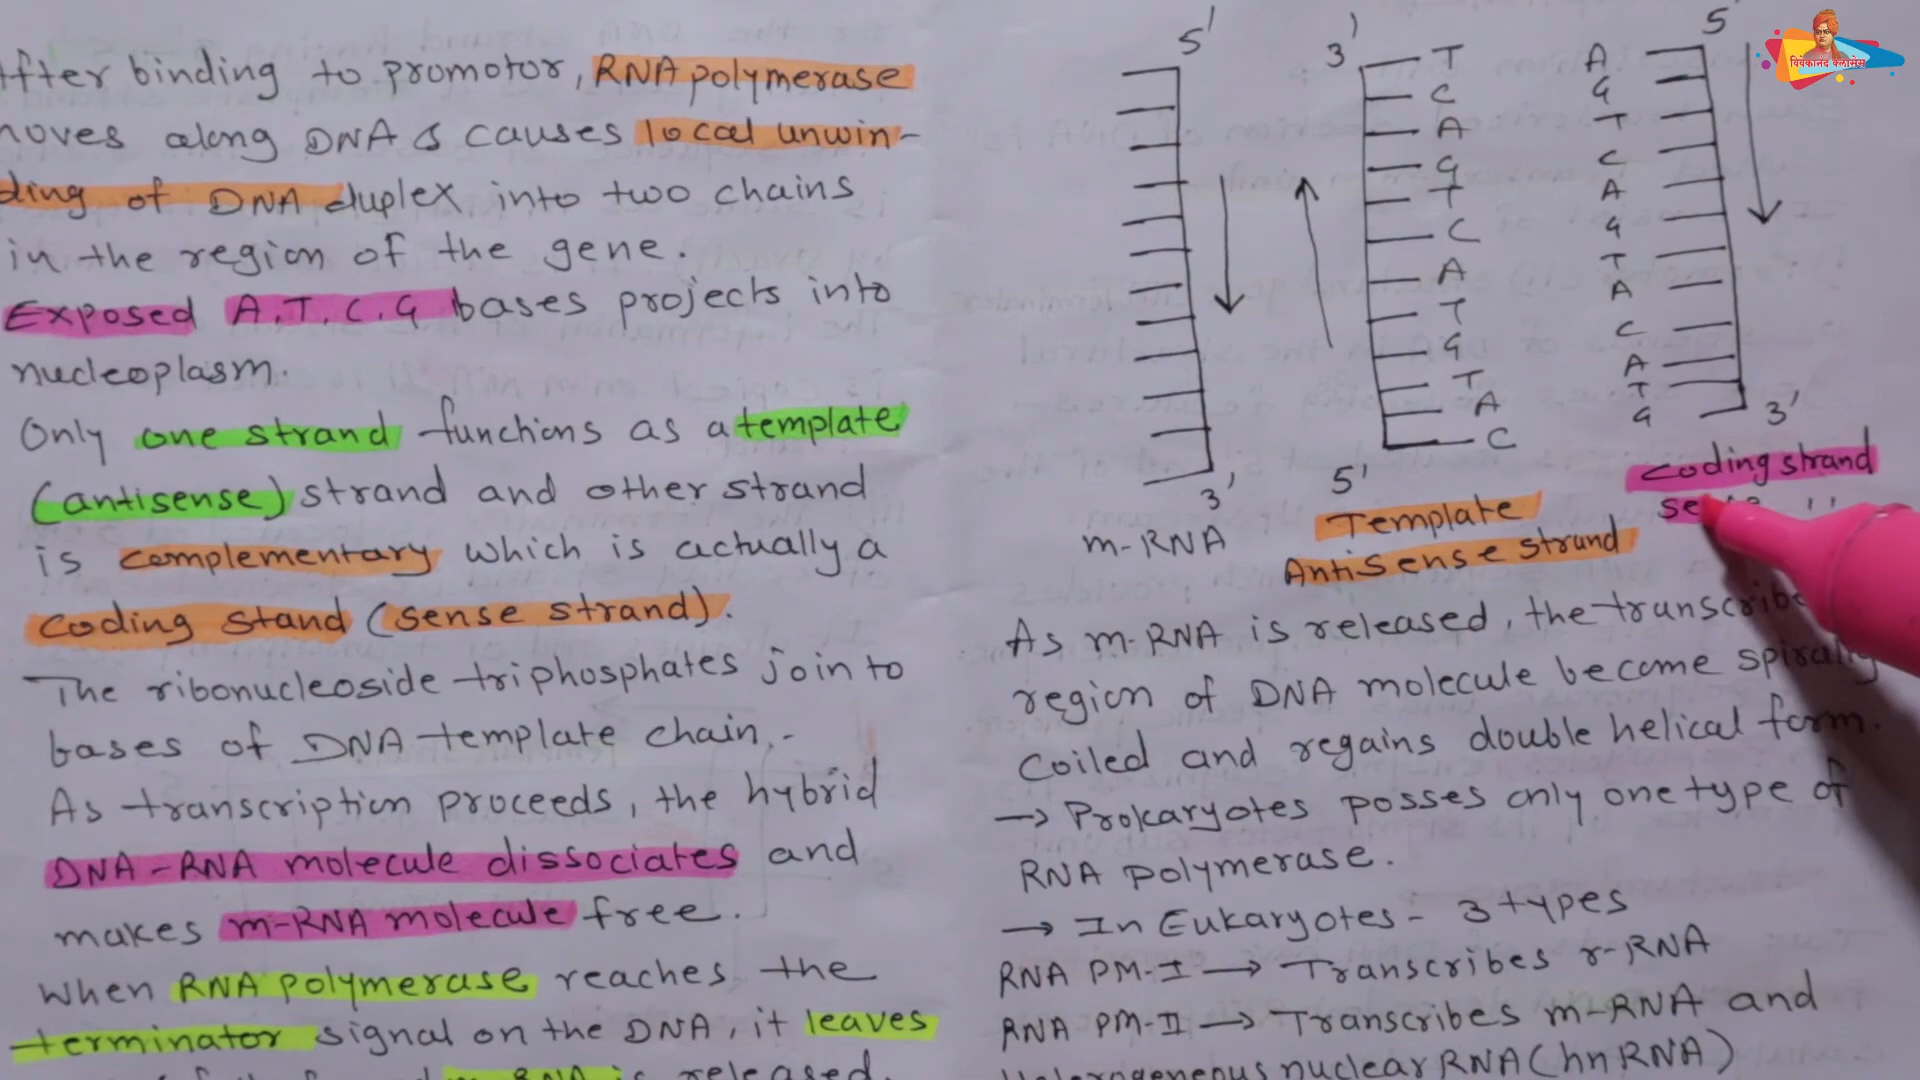 After binding to promotor, RNA polymerase
moves along DNA & causes local unwin-
ding of DNA duplex into two chains
in the region of the gene.
Exposed A.T.C.G bases projects into
nucleoplasm.
Only one strand functions as a template
(antisense) strand and other strand
is complementary which is actually a
coding stand (sense strand).
The ribonucleoside triphosphates join to
bases of DNA template chain.-
As transcription proceeds, the hybrid
DNA-RNA molecule dissociates and
makes m-RNA molecule free.
When RNA polymerase reaches the
terminator signal on the DNA, it leaves
RNA is released.
5'
3'
m-RNA
3'
T
C
A
G
T
C
A
T
G
T
A
C
5'
Template
Antisense strand
5
A
G
T
C
A
G
T
A
C
A
T
G
3'
Coding strand
As m-RNA is released, the transcribe
region of DNA molecule become spirally
coiled and regains double helical form.
→ Prokaryotes posses only one type of
RNA polymerase.
→ In Eukaryotes - 3 types
RNA PM-I → Transcribes r-RNA
RNA PM-II → Transcribes m-RNA and
Heterogeneous nuclear RNA (hnRNA)
विवेकानंद क्लासेस